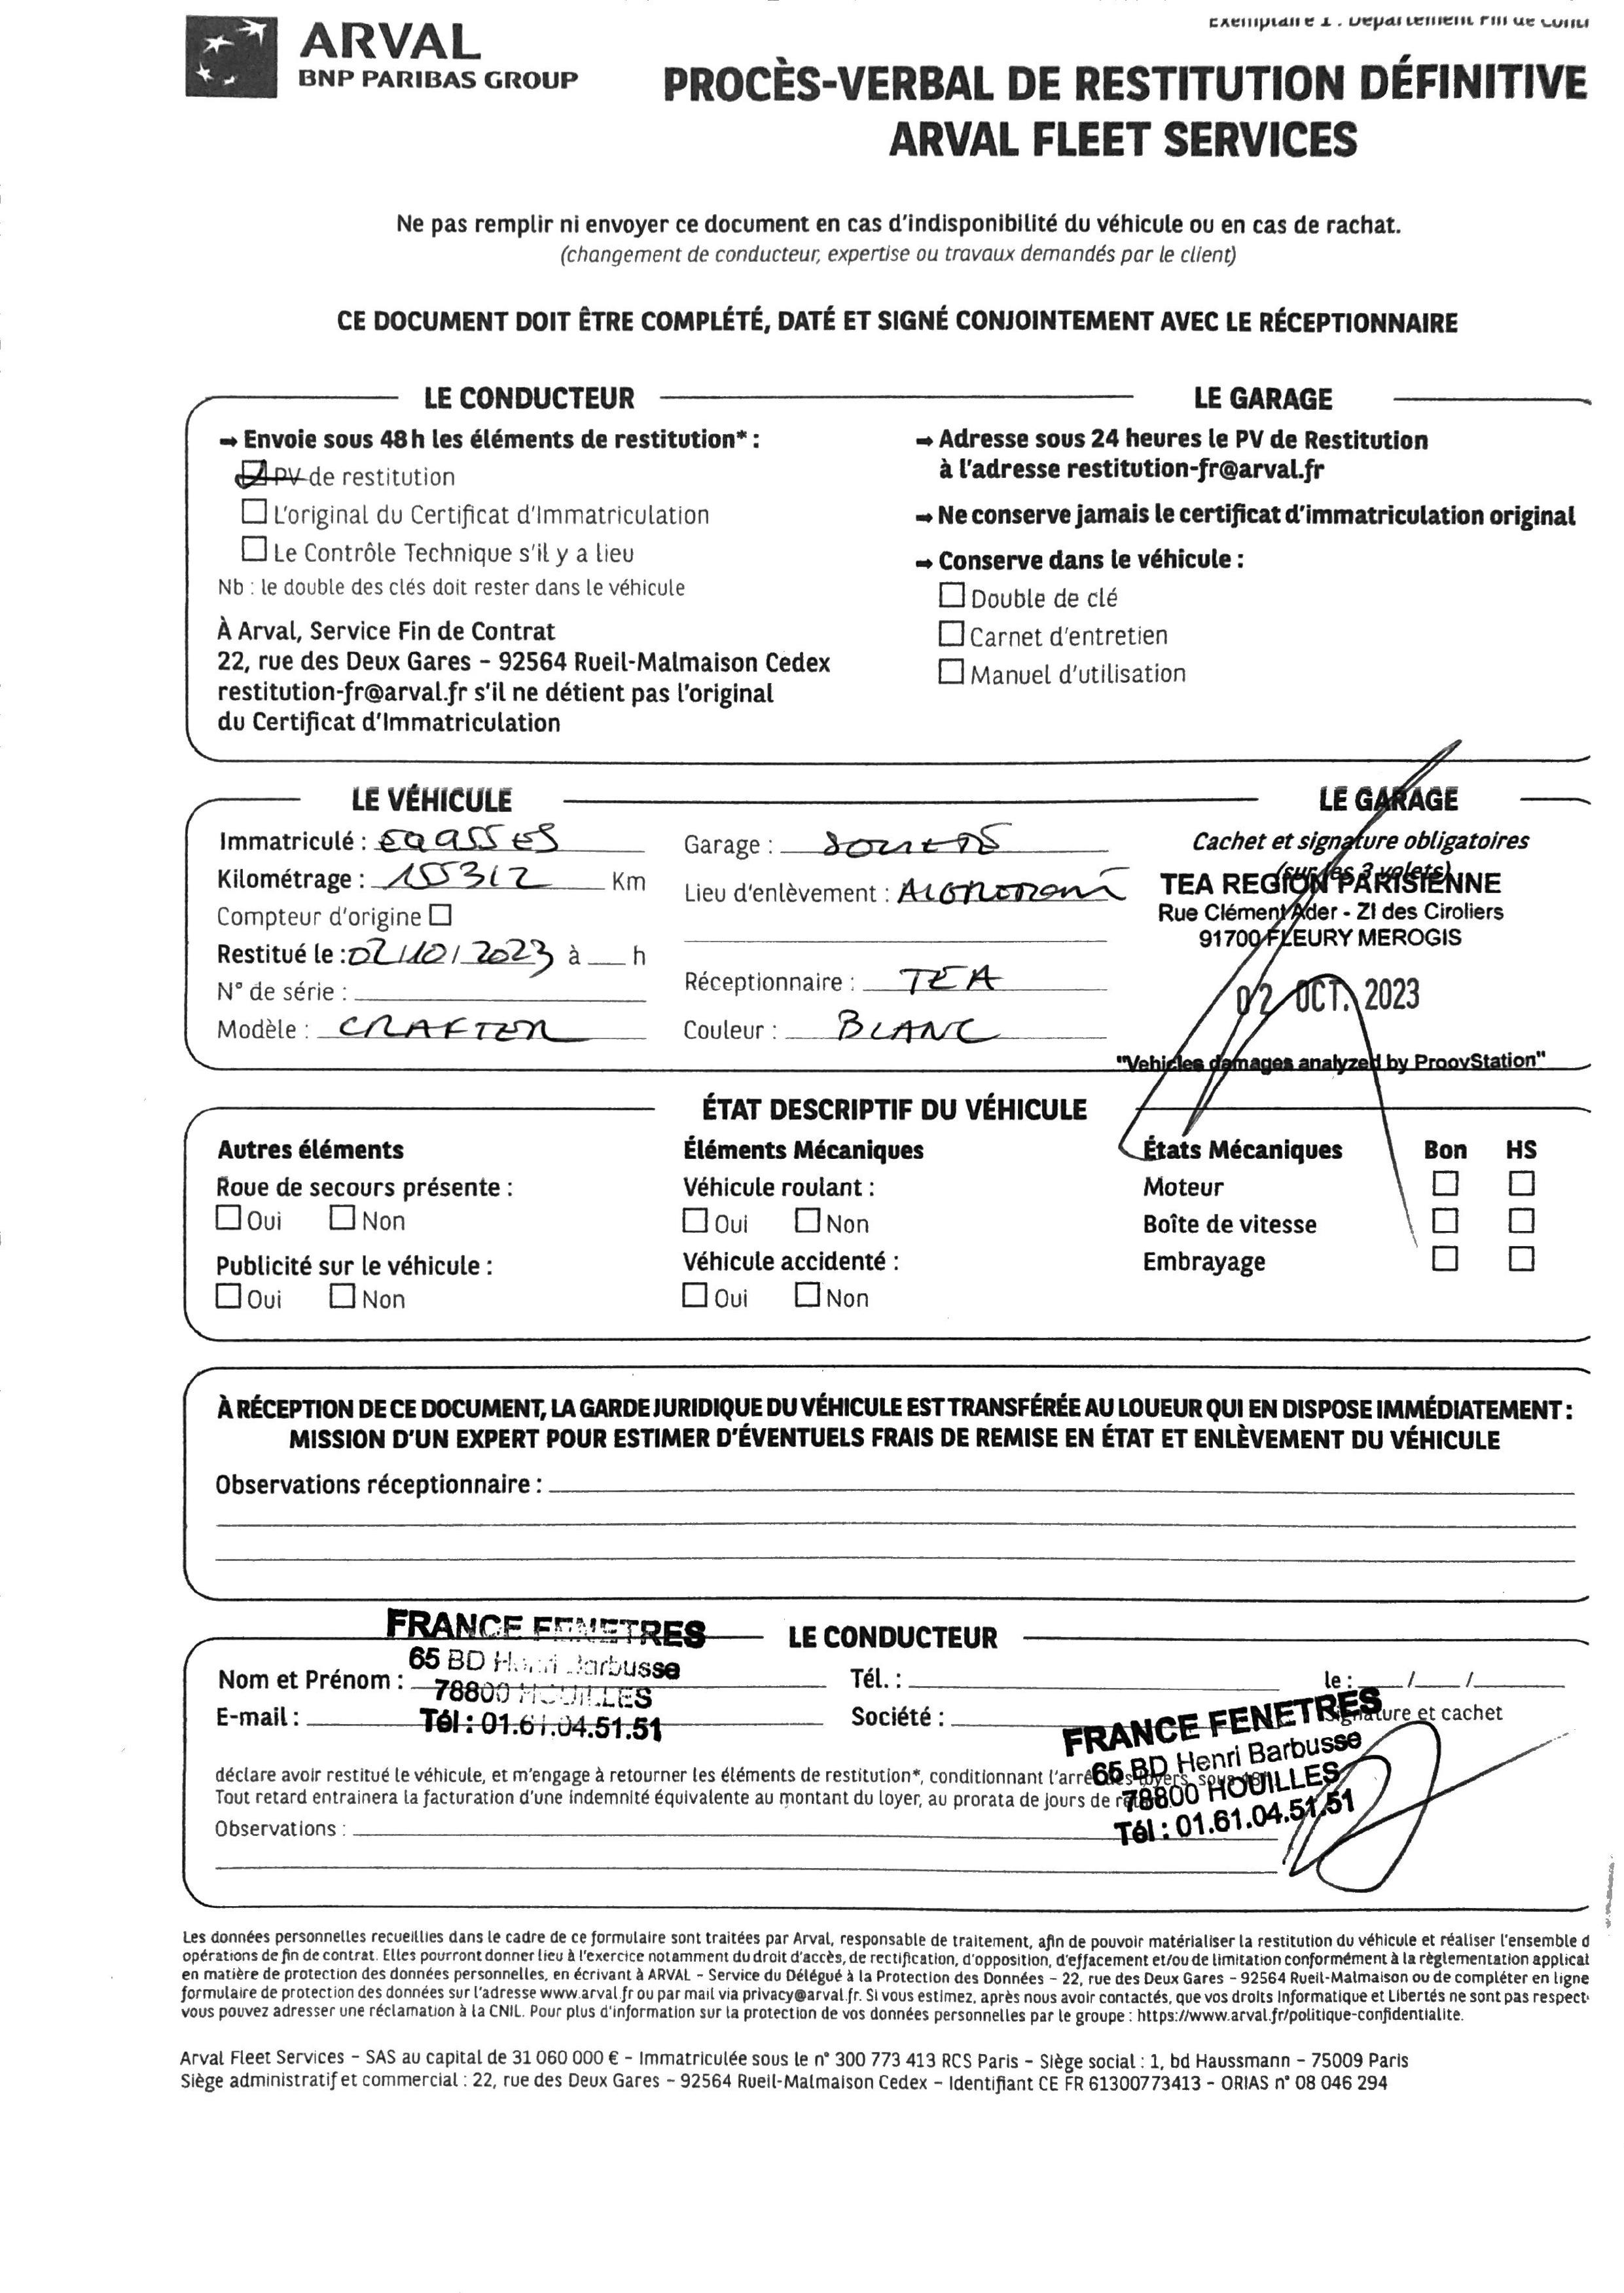 Exemplaire 1 : Département Fin de
ARVAL
BNP PARIBAS GROUP
PROCÈS-VERBAL DE RESTITUTION DÉFINITIVE
ARVAL FLEET SERVICES
Ne pas remplir ni envoyer ce document en cas d'indisponibilité du véhicule ou en cas de rachat.
(changement de conducteur, expertise ou travaux demandés par le client)
CE DOCUMENT DOIT ÊTRE COMPLÉTÉ, DATÉ ET SIGNÉ CONJOINTEMENT AVEC LE RÉCEPTIONNAIRE
LE CONDUCTEUR
→ Envoie sous 48h les éléments de restitution* :
PV de restitution
L'original du Certificat d'Immatriculation
Le Contrôle Technique s'il y a lieu
Nb : le double des clés doit rester dans le véhicule
À Arval, Service Fin de Contrat
22, rue des Deux Gares – 92564 Rueil-Malmaison Cedex
restitution-fr@arval.fr s'il ne détient pas l'original
du Certificat d'Immatriculation
LE GARAGE
→ Adresse sous 24 heures le PV de Restitution
à l'adresse restitution-fr@arval.fr
→ Ne conserve jamais le certificat d'immatriculation original
→ Conserve dans le véhicule :
Double de clé
Carnet d'entretien
Manuel d'utilisation
LE VÉHICULE
Immatriculé :
Kilométrage : 155312 Km
Compteur d'origine
Restitué le : 02/10/2023 à h
N° de série :
Modèle : CRAFTER
Garage :
Lieu d'enlèvement :
Réceptionnaire : TEA
Couleur : BLANC
LE GARAGE
Cachet et signature obligatoires
(sur les 3 volets)
TEA REGION PARISIENNE
Rue Clément Ader - ZI des Ciroliers
91700 FLEURY MEROGIS
02 OCT. 2023
"Vehicles damages analyzed by ProovStation"
ÉTAT DESCRIPTIF DU VÉHICULE
Autres éléments
Roue de secours présente :
Oui Non
Publicité sur le véhicule :
Oui Non
Éléments Mécaniques
Véhicule roulant :
Oui Non
Véhicule accidenté :
Oui Non
États Mécaniques Bon HS
Moteur
Boîte de vitesse
Embrayage
À RÉCEPTION DE CE DOCUMENT, LA GARDE JURIDIQUE DU VÉHICULE EST TRANSFÉRÉE AU LOUEUR QUI EN DISPOSE IMMÉDIATEMENT :
MISSION D'UN EXPERT POUR ESTIMER D'ÉVENTUELS FRAIS DE REMISE EN ÉTAT ET ENLÈVEMENT DU VÉHICULE
Observations réceptionnaire :
LE CONDUCTEUR
FRANCE FENETRES
65 BD Henri Barbusse
78800 HOUILLES
Tél : 01.61.04.51.51
Nom et Prénom :
E-mail :
Tél. :
Société :
le : / /
Signature et cachet
FRANCE FENETRES
65 BD Henri Barbusse
78800 HOUILLES
Tél : 01.61.04.51.51
déclare avoir restitué le véhicule, et m'engage à retourner les éléments de restitution*, conditionnant l'arrêt des loyers, sous 48h.
Tout retard entrainera la facturation d'une indemnité équivalente au montant du loyer, au prorata de jours de retard.
Observations :
Les données personnelles recueillies dans le cadre de ce formulaire sont traitées par Arval, responsable de traitement, afin de pouvoir matérialiser la restitution du véhicule et réaliser l'ensemble d
opérations de fin de contrat. Elles pourront donner lieu à l'exercice notamment du droit d'accès, de rectification, d'opposition, d'effacement et/ou de limitation conformément à la règlementation applicat
en matière de protection des données personnelles, en écrivant à ARVAL – Service du Délégué à la Protection des Données – 22, rue des Deux Gares – 92564 Rueil-Malmaison ou de compléter en ligne
formulaire de protection des données sur l'adresse www.arval.fr ou par mail via privacy@arval.fr. Si vous estimez, après nous avoir contactés, que vos droits Informatique et Libertés ne sont pas respect
vous pouvez adresser une réclamation à la CNIL. Pour plus d'information sur la protection de vos données personnelles par le groupe : https://www.arval.fr/politique-confidentialite.
Arval Fleet Services – SAS au capital de 31 060 000 € – Immatriculée sous le n° 300 773 413 RCS Paris – Siège social : 1, bd Haussmann – 75009 Paris
Siège administratif et commercial : 22, rue des Deux Gares – 92564 Rueil-Malmaison Cedex – Identifiant CE FR 61300773413 – ORIAS n° 08 046 294